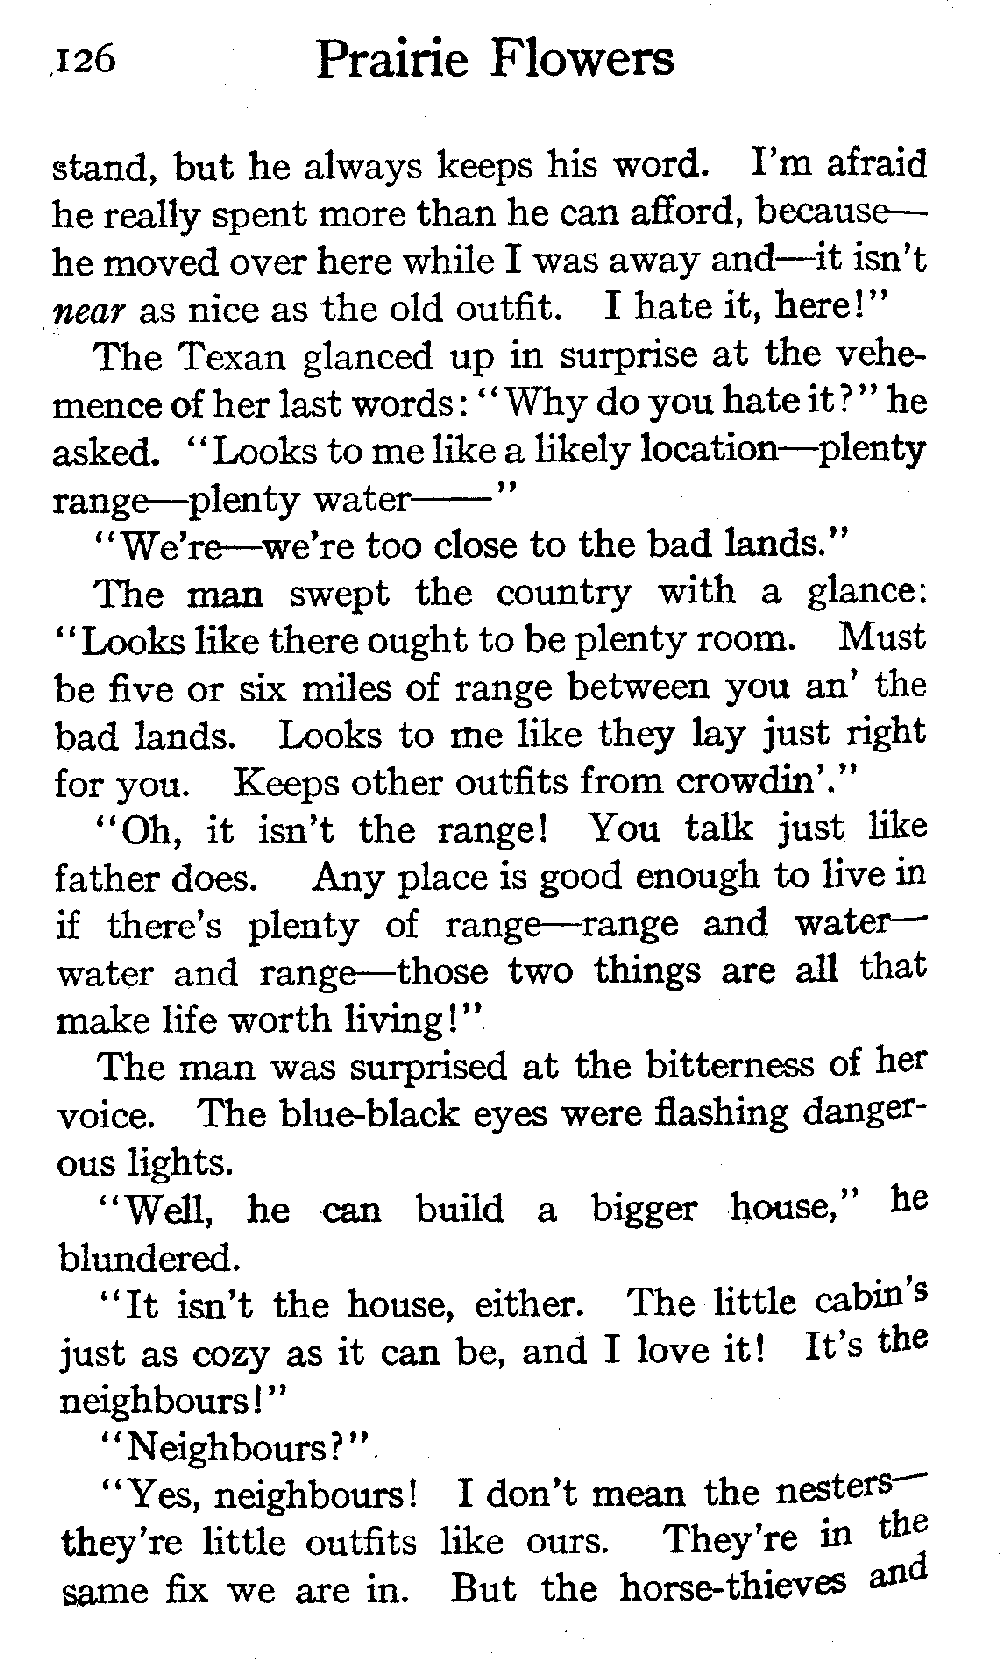 126 Prairie Flowers
stand, but he always keeps his word. I'm afraid
he really spent more than he can afford, because—
he moved over here while I was away and—it isn't
near as nice as the old outfit. I hate it, here!"
The Texan glanced up in surprise at the vehe-
mence of her last words: "Why do you hate it?" he
asked. "Looks to me like a likely location—plenty
range—plenty water——"
"We're—we're too close to the bad lands."
The man swept the country with a glance:
"Looks like there ought to be plenty room. Must
be five or six miles of range between you an' the
bad lands. Looks to me like they lay just right
for you. Keeps other outfits from crowdin'."
"Oh, it isn't the range! You talk just like
father does. Any place is good enough to live in
if there's plenty of range—range and water—
water and range—those two things are all that
make life worth living!"
The man was surprised at the bitterness of her
voice. The blue-black eyes were flashing danger-
ous lights.
"Well, he can build a bigger house," he
blundered.
"It isn't the house, either. The little cabin's
just as cozy as it can be, and I love it! It's the
neighbours!"
"Neighbours?"
"Yes, neighbours! I don't mean the nesters—
they're little outfits like ours. They're in the
same fix we are in. But the horse-thieves and